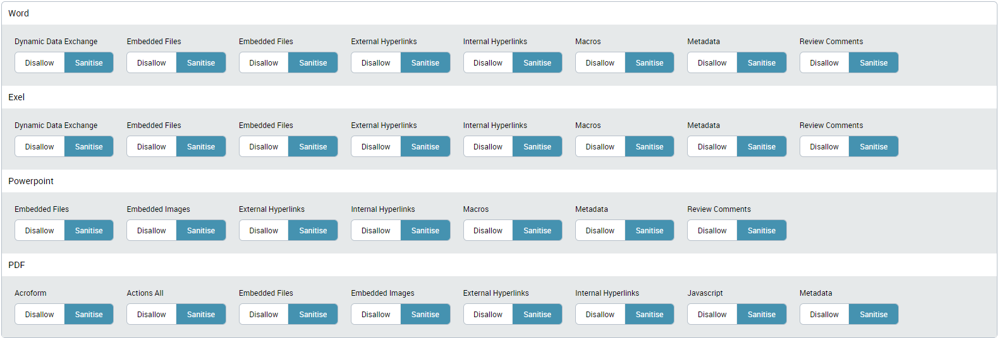 Word
Dynamic Data Exchange Embedded Files Embedded Files External Hyperlinks Internal Hyperlinks Macros Metadata Review Comments
Disallow Sanitise Disallow Sanitise Disallow Sanitise Disallow Sanitise Disallow Sanitise Disallow Sanitise Disallow Sanitise Disallow Sanitise
Exel
Dynamic Data Exchange Embedded Files Embedded Files External Hyperlinks Internal Hyperlinks Macros Metadata Review Comments
Disallow Sanitise Disallow Sanitise Disallow Sanitise Disallow Sanitise Disallow Sanitise Disallow Sanitise Disallow Sanitise Disallow Sanitise
Powerpoint
Embedded Files Embedded Images External Hyperlinks Internal Hyperlinks Macros Metadata Review Comments
Disallow Sanitise Disallow Sanitise Disallow Sanitise Disallow Sanitise Disallow Sanitise Disallow Sanitise Disallow Sanitise
PDF
Acroform Actions All Embedded Files Embedded Images External Hyperlinks Internal Hyperlinks Javascript Metadata
Disallow Sanitise Disallow Sanitise Disallow Sanitise Disallow Sanitise Disallow Sanitise Disallow Sanitise Disallow Sanitise Disallow Sanitise